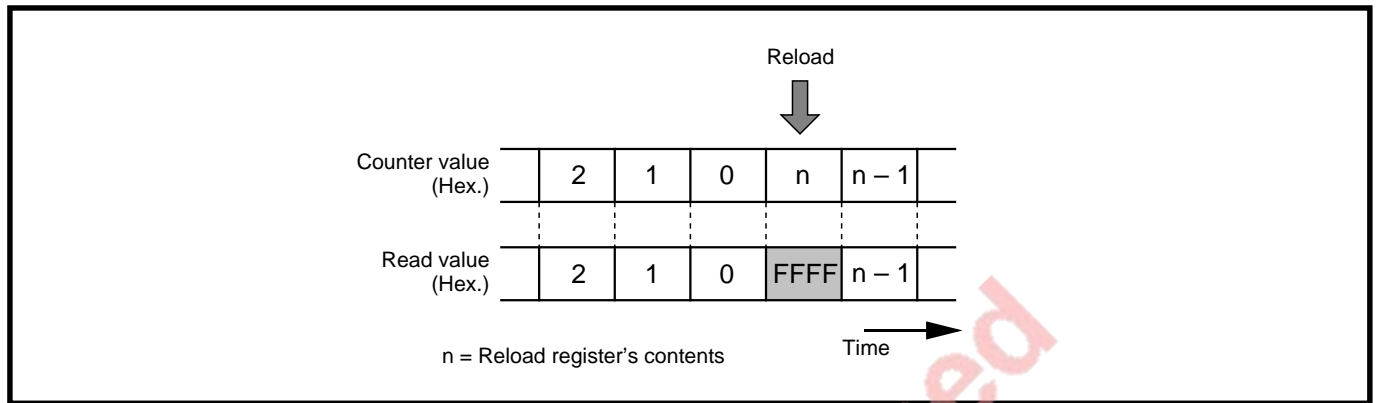 Reload
Counter value
(Hex.)
2 1 0 n n – 1
Read value
(Hex.)
2 1 0 FFFF n – 1
Time
n = Reload register's contents